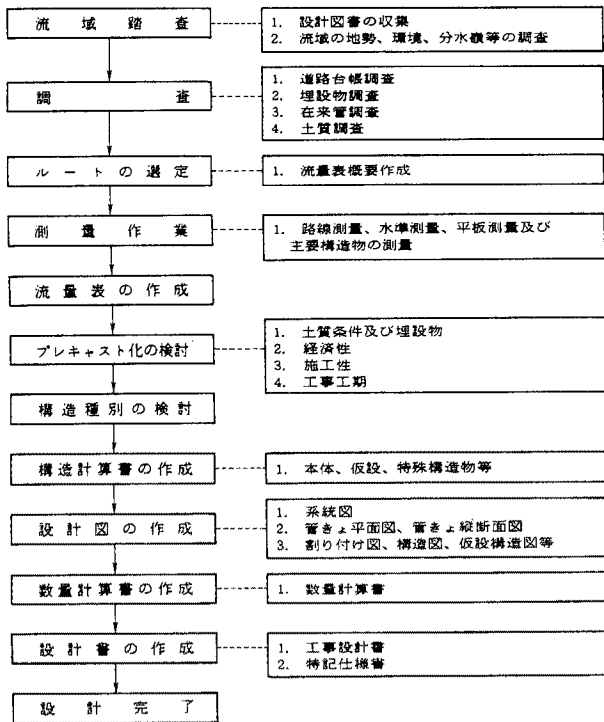 流域踏査
1. 設計図書の収集
2. 流域の地勢、環境、分水嶺等の調査
調査
1. 道路台帳調査
2. 埋設物調査
3. 在来管調査
4. 土質調査
ルートの選定
1. 流量表概要作成
測量作業
1. 路線測量、水準測量、平板測量及び
主要構造物の測量
流量表の作成
プレキャスト化の検討
1. 土質条件及び埋設物
2. 経済性
3. 施工性
4. 工事工期
構造種別の検討
構造計算書の作成
1. 本体、仮設、特殊構造物等
設計図の作成
1. 系統図
2. 管きょ平面図、管きょ縦断面図
3. 割り付け図、構造図、仮設構造図等
数量計算書の作成
1. 数量計算書
設計書の作成
1. 工事設計書
2. 特記仕様書
設計完了